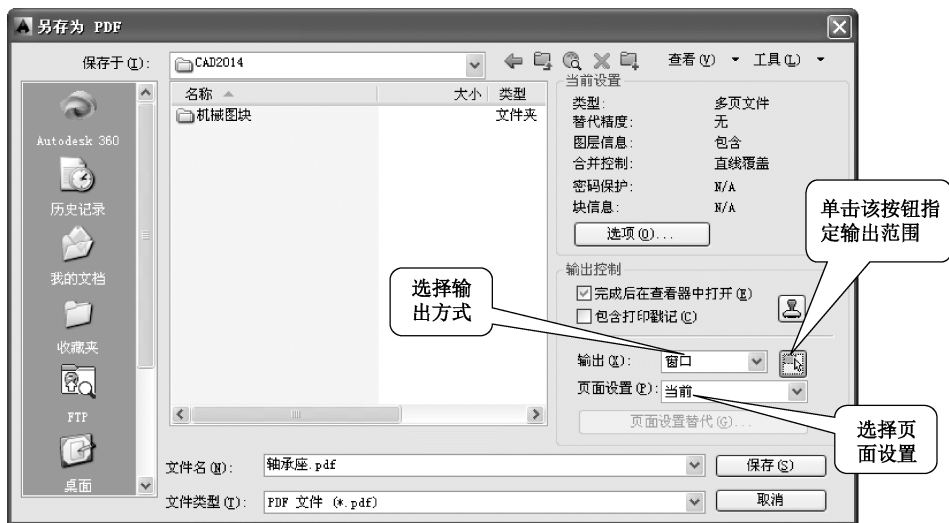 另存为 PDF
保存于(I):
CAD2014
查看(V)
工具(L)
Autodesk 360
历史记录
我的文档
收藏夹
FTP
桌面
名称
大小
类型
机械图块
文件夹
当前设置
类型: 多页文件
替代精度: 无
图层信息: 包含
合并控制: 直线覆盖
密码保护: N/A
块信息: N/A
选项(O)...
单击该按钮指
定输出范围
输出控制
完成后在查看器中打开(E)
包含打印戳记(C)
选择输
出方式
输出(X): 窗口
页面设置(P): 当前
页面设置替代(G)...
选择页
面设置
文件名(N): 轴承座.pdf
保存(S)
文件类型(T): PDF 文件 (*.pdf)
取消